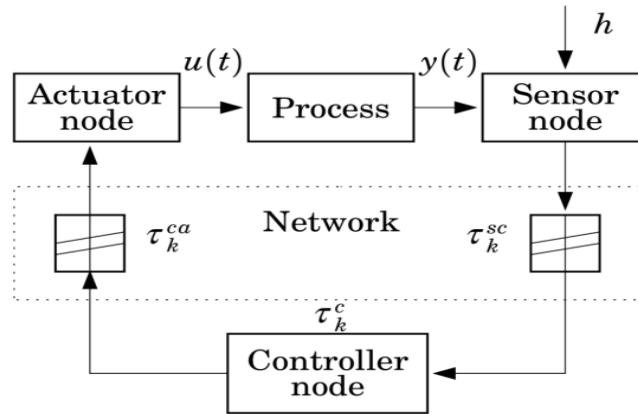 h
u(t)
y(t)
Actuator
node
Process
Sensor
node
Network
τ_k^{ca}
τ_k^{sc}
τ_k^c
Controller
node